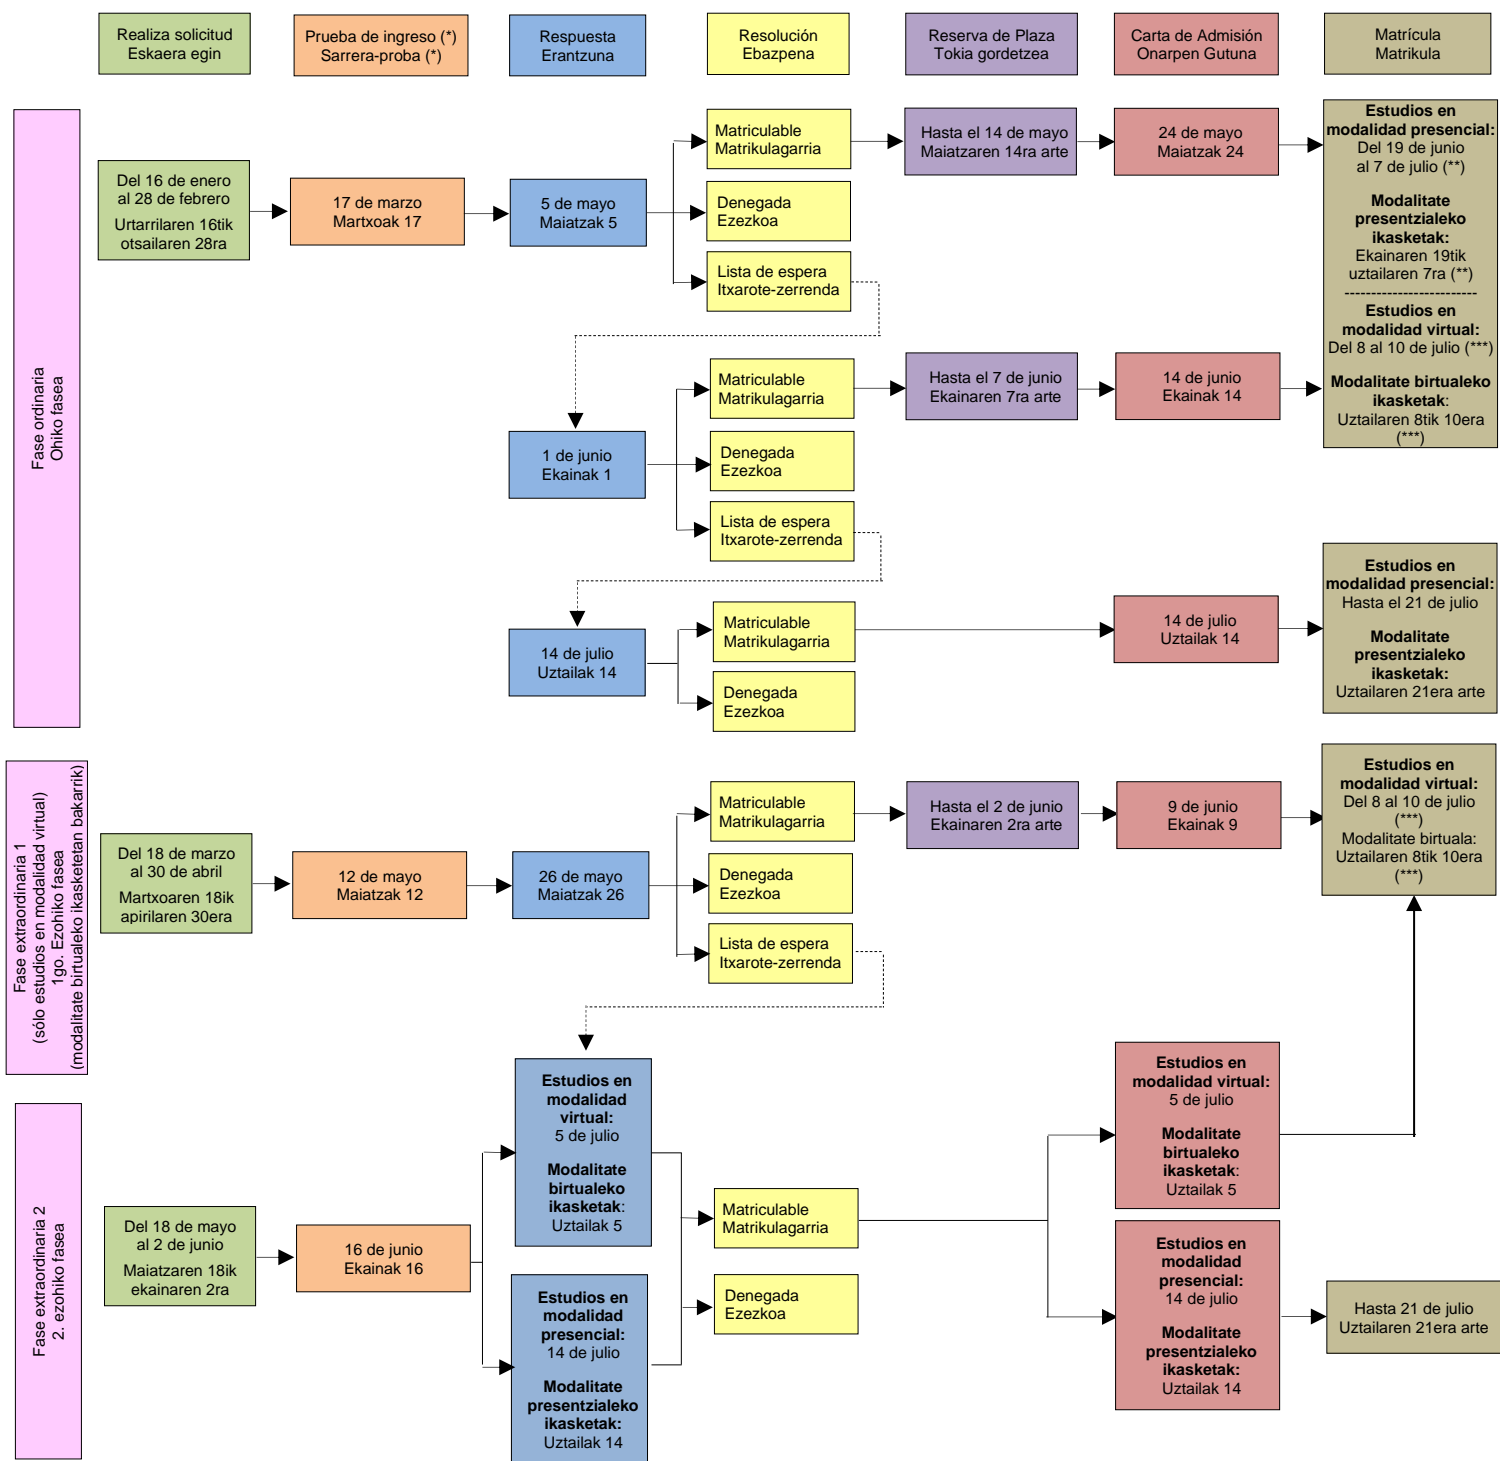 Realiza solicitud
Eskaera egin
Prueba de ingreso (*)
Sarrera-proba (*)
Respuesta
Erantzuna
Resolución
Ebazpena
Reserva de Plaza
Tokia gordetzea
Carta de Admisión
Onarpen Gutuna
Matrícula
Matrikula
Fase ordinaria
Ohiko fasea
Del 16 de enero
al 28 de febrero
Urtarrilaren 16tik
otsailaren 28ra
17 de marzo
Martxoak 17
5 de mayo
Maiatzak 5
Matriculable
Matrikulagarria
Denegada
Ezezkoa
Lista de espera
Itxarote-zerrenda
Hasta el 14 de mayo
Maiatzaren 14ra arte
24 de mayo
Maiatzak 24
Estudios en
modalidad presencial:
Del 19 de junio
al 7 de julio (**)
Modalitate
presentzialeko
ikasketak:
Ekainaren 19tik
uztailaren 7ra (**)
-------------------------
Estudios en
modalidad virtual:
Del 8 al 10 de julio (***)
Modalitate birtualeko
ikasketak:
Uztailaren 8tik 10era
(***)
1 de junio
Ekainak 1
Matriculable
Matrikulagarria
Denegada
Ezezkoa
Lista de espera
Itxarote-zerrenda
Hasta el 7 de junio
Ekainaren 7ra arte
14 de junio
Ekainak 14
14 de julio
Uztailak 14
Matriculable
Matrikulagarria
Denegada
Ezezkoa
14 de julio
Uztailak 14
Estudios en
modalidad presencial:
Hasta el 21 de julio
Modalitate
presentzialeko
ikasketak:
Uztailaren 21era arte
Fase extraordinaria 1
(sólo estudios en modalidad virtual)
1go. Ezohiko fasea
(modalitate birtualeko ikasketetan bakarrik)
Del 18 de marzo
al 30 de abril
Martxoaren 18ik
apirilaren 30era
12 de mayo
Maiatzak 12
26 de mayo
Maiatzak 26
Matriculable
Matrikulagarria
Denegada
Ezezkoa
Lista de espera
Itxarote-zerrenda
Hasta el 2 de junio
Ekainaren 2ra arte
9 de junio
Ekainak 9
Estudios en
modalidad virtual:
Del 8 al 10 de julio
(***)
Modalitate birtuala:
Uztailaren 8tik 10era
(***)
Fase extraordinaria 2
2. ezohiko fasea
Del 18 de mayo
al 2 de junio
Maiatzaren 18ik
ekainaren 2ra
16 de junio
Ekainak 16
Estudios en
modalidad
virtual:
5 de julio
Modalitate
birtualeko
ikasketak:
Uztailak 5
Estudios en
modalidad
presencial:
14 de julio
Modalitate
presentzialeko
ikasketak:
Uztailak 14
Matriculable
Matrikulagarria
Denegada
Ezezkoa
Estudios en
modalidad virtual:
5 de julio
Modalitate
birtualeko
ikasketak:
Uztailak 5
Estudios en
modalidad
presencial:
14 de julio
Modalitate
presentzialeko
ikasketak:
Uztailak 14
Hasta 21 de julio
Uztailaren 21era arte